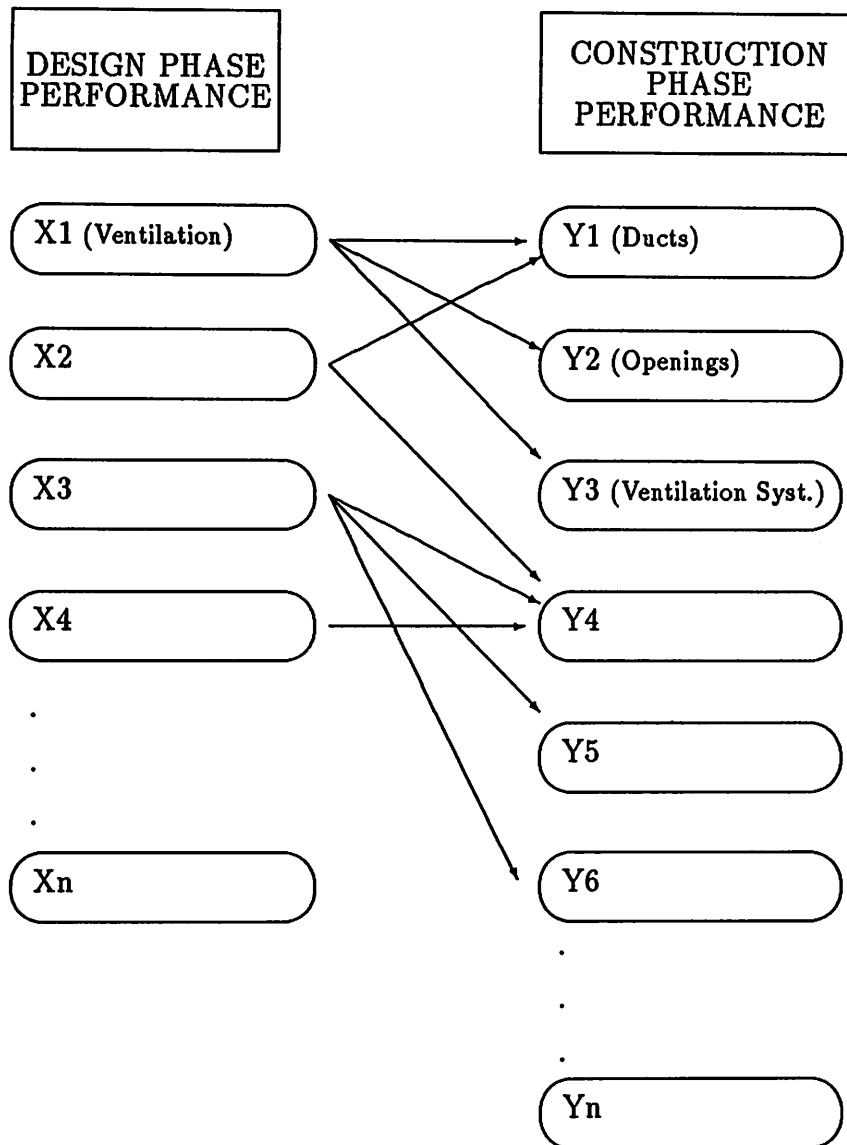 DESIGN PHASE
PERFORMANCE
CONSTRUCTION
PHASE
PERFORMANCE
X1 (Ventilation)
Y1 (Ducts)
X2
Y2 (Openings)
X3
Y3 (Ventilation Syst.)
X4
Y4
.
Y5
.
.
Xn
Y6
.
.
.
Yn